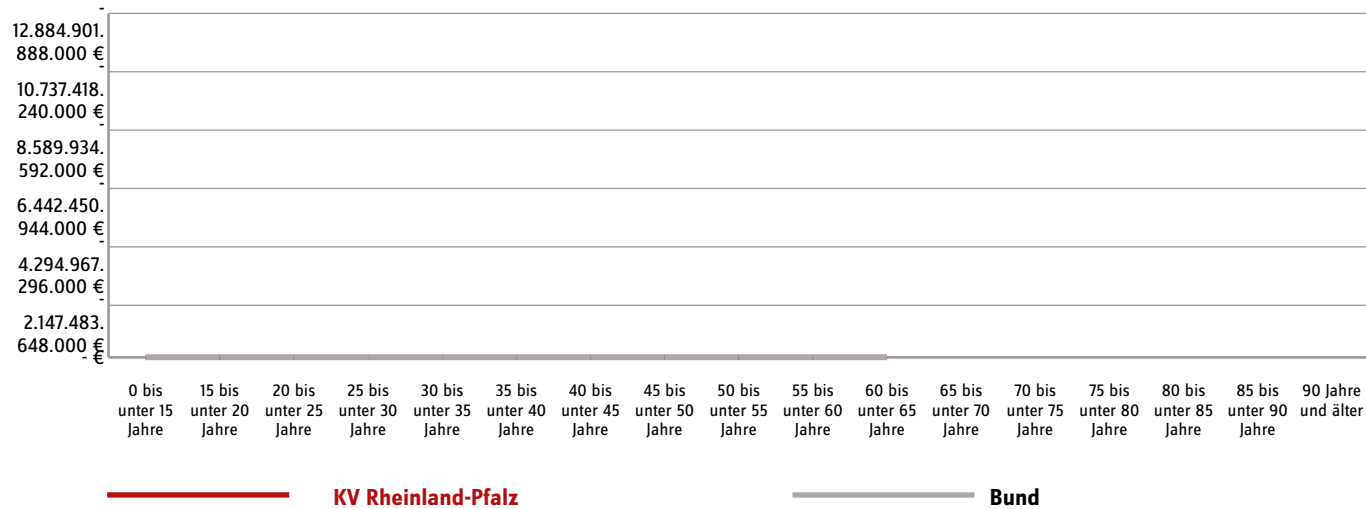 -
12.884.901.
888.000 €
-
10.737.418.
240.000 €
-
8.589.934.
592.000 €
-
6.442.450.
944.000 €
-
4.294.967.
296.000 €
-
2.147.483.
648.000 €
- €
0 bis
unter 15
Jahre
15 bis
unter 20
Jahre
20 bis
unter 25
Jahre
25 bis
unter 30
Jahre
30 bis
unter 35
Jahre
35 bis
unter 40
Jahre
40 bis
unter 45
Jahre
45 bis
unter 50
Jahre
50 bis
unter 55
Jahre
55 bis
unter 60
Jahre
60 bis
unter 65
Jahre
65 bis
unter 70
Jahre
70 bis
unter 75
Jahre
75 bis
unter 80
Jahre
80 bis
unter 85
Jahre
85 bis
unter 90
Jahre
90 Jahre
und älter
KV Rheinland-Pfalz
Bund